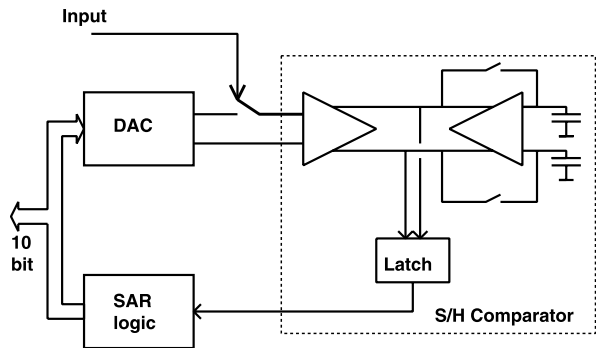 Input
DAC
10
bit
Latch
SAR
logic
S/H Comparator